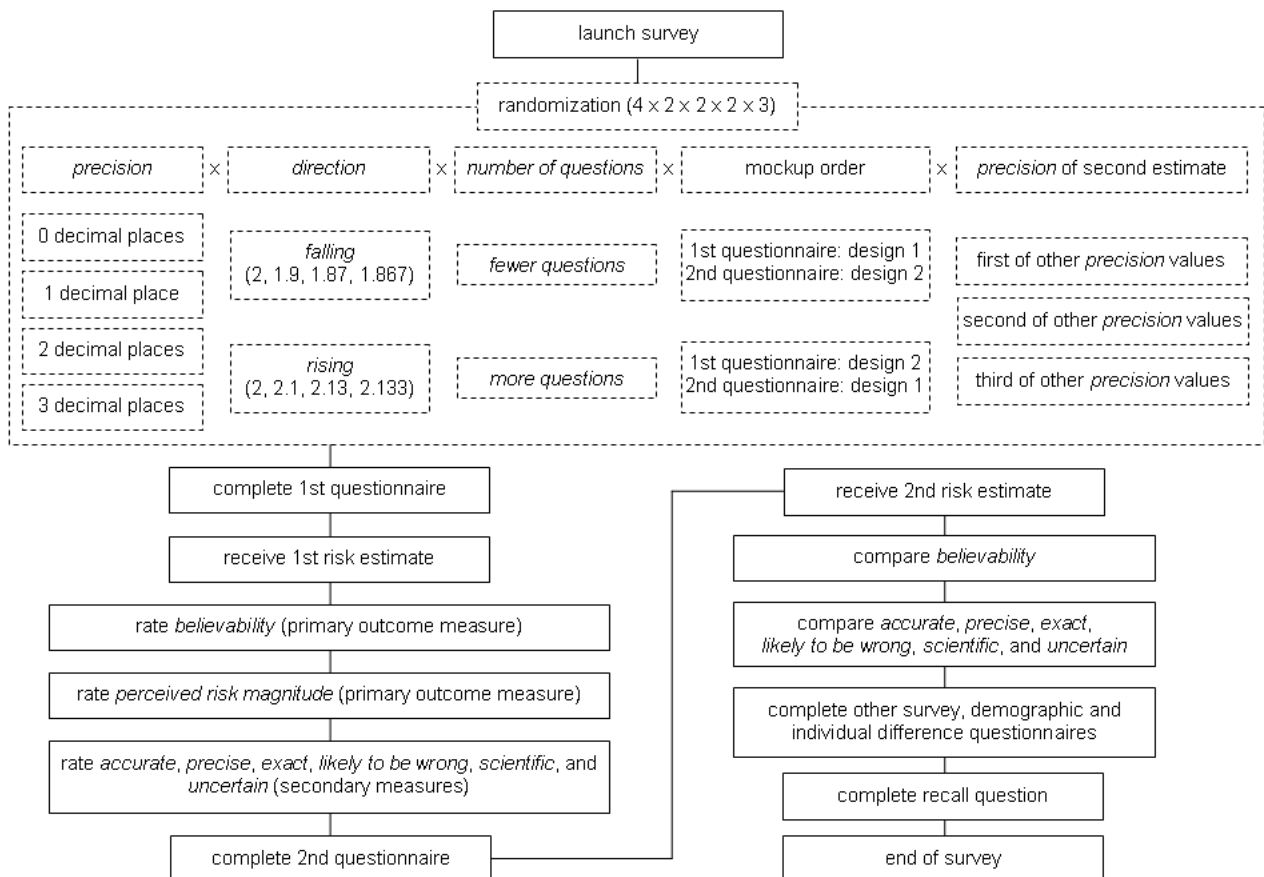 launch survey
randomization (4 x 2 x 2 x 2 x 3)
precision × direction × number of questions × mockup order × precision of second estimate
0 decimal places
1 decimal place
2 decimal places
3 decimal places
falling
(2, 1.9, 1.87, 1.867)
rising
(2, 2.1, 2.13, 2.133)
fewer questions
more questions
1st questionnaire: design 1
2nd questionnaire: design 2
1st questionnaire: design 2
2nd questionnaire: design 1
first of other precision values
second of other precision values
third of other precision values
complete 1st questionnaire
receive 1st risk estimate
rate believability (primary outcome measure)
rate perceived risk magnitude (primary outcome measure)
rate accurate, precise, exact, likely to be wrong, scientific, and
uncertain (secondary measures)
complete 2nd questionnaire
receive 2nd risk estimate
compare believability
compare accurate, precise, exact,
likely to be wrong, scientific, and uncertain
complete other survey, demographic and
individual difference questionnaires
complete recall question
end of survey